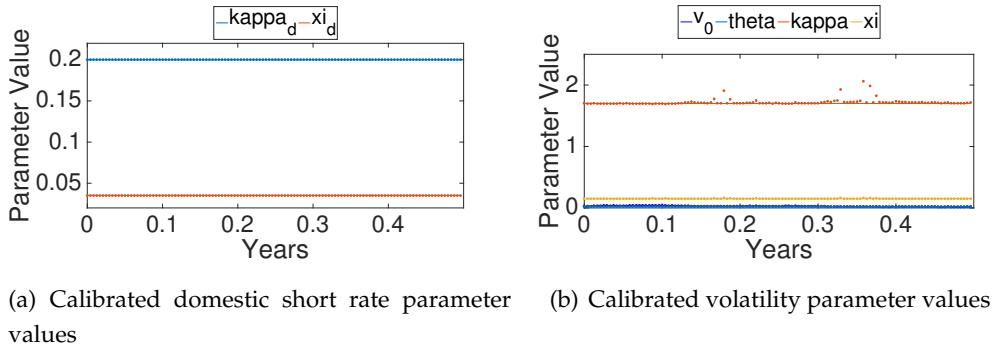 kappa_d xi_d
Parameter Value
0.2
0.15
0.1
0.05
0 0.1 0.2 0.3 0.4
Years
(a) Calibrated domestic short rate parameter
values
v_0 theta kappa xi
Parameter Value
2
1
0
0 0.1 0.2 0.3 0.4
Years
(b) Calibrated volatility parameter values